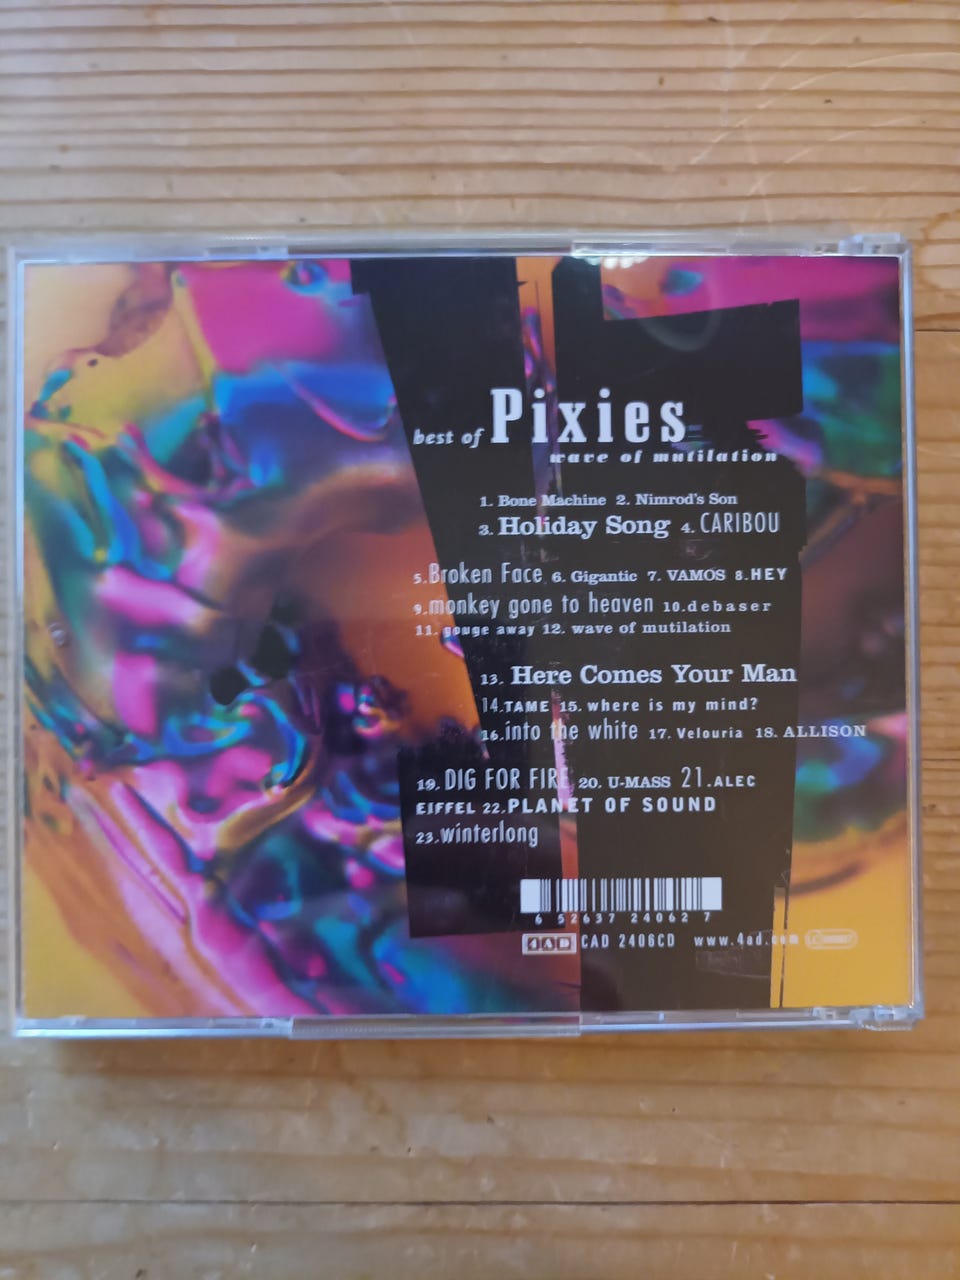 best of Pixies
wave of mutilation
1. Bone Machine 2. Nimrod's Son
3. Holiday Song 4. CARIBOU
5. Broken Face 6. Gigantic 7. VAMOS 8. HEY
9. monkey gone to heaven 10. debaser
11. gouge away 12. wave of mutilation
13. Here Comes Your Man
14. TAME 15. where is my mind?
16. into the white 17. Velouria 18. ALLISON
19. DIG FOR FIRE 20. U-MASS 21. ALEC
EIFFEL 22. PLANET OF SOUND
23. winterlong
6 52637 24062 7
4AD CAD 2406CD www.4ad.com